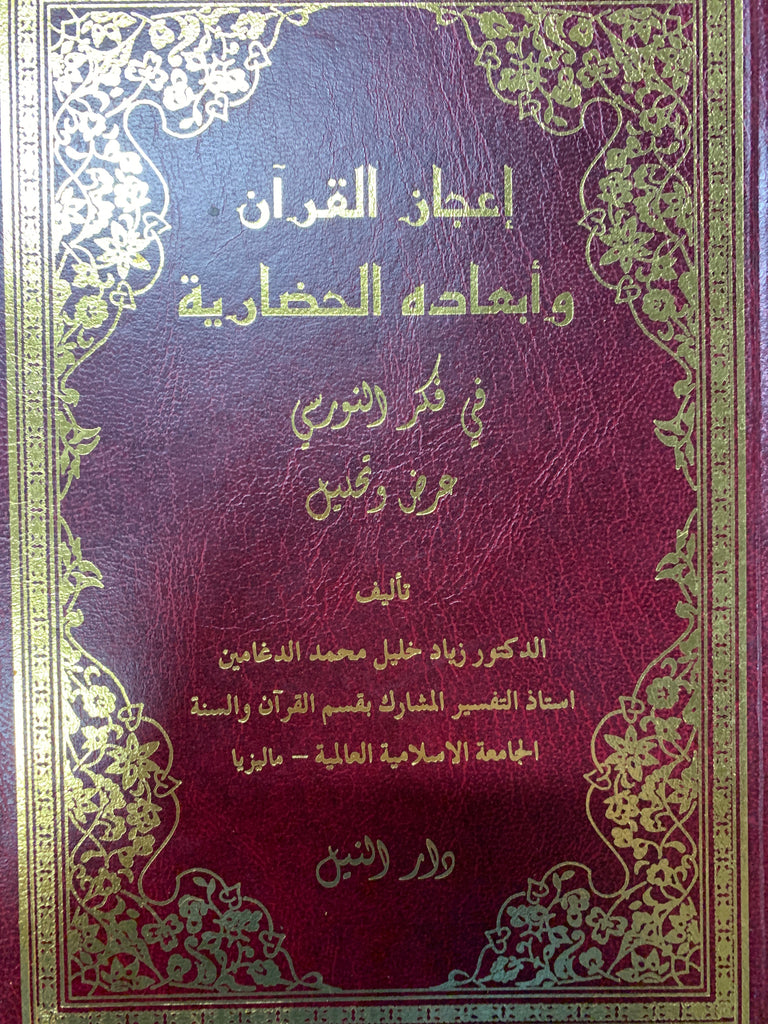 إعجاز القرآن
وأبعاده الحضارية
في فكر النورسي
عرض وتحليل
تأليف
الدكتور زياد خليل محمد الدغامين
استاذ التفسير المشارك بقسم القرآن والسنة
الجامعة الاسلامية العالمية – ماليزيا
دار النيل